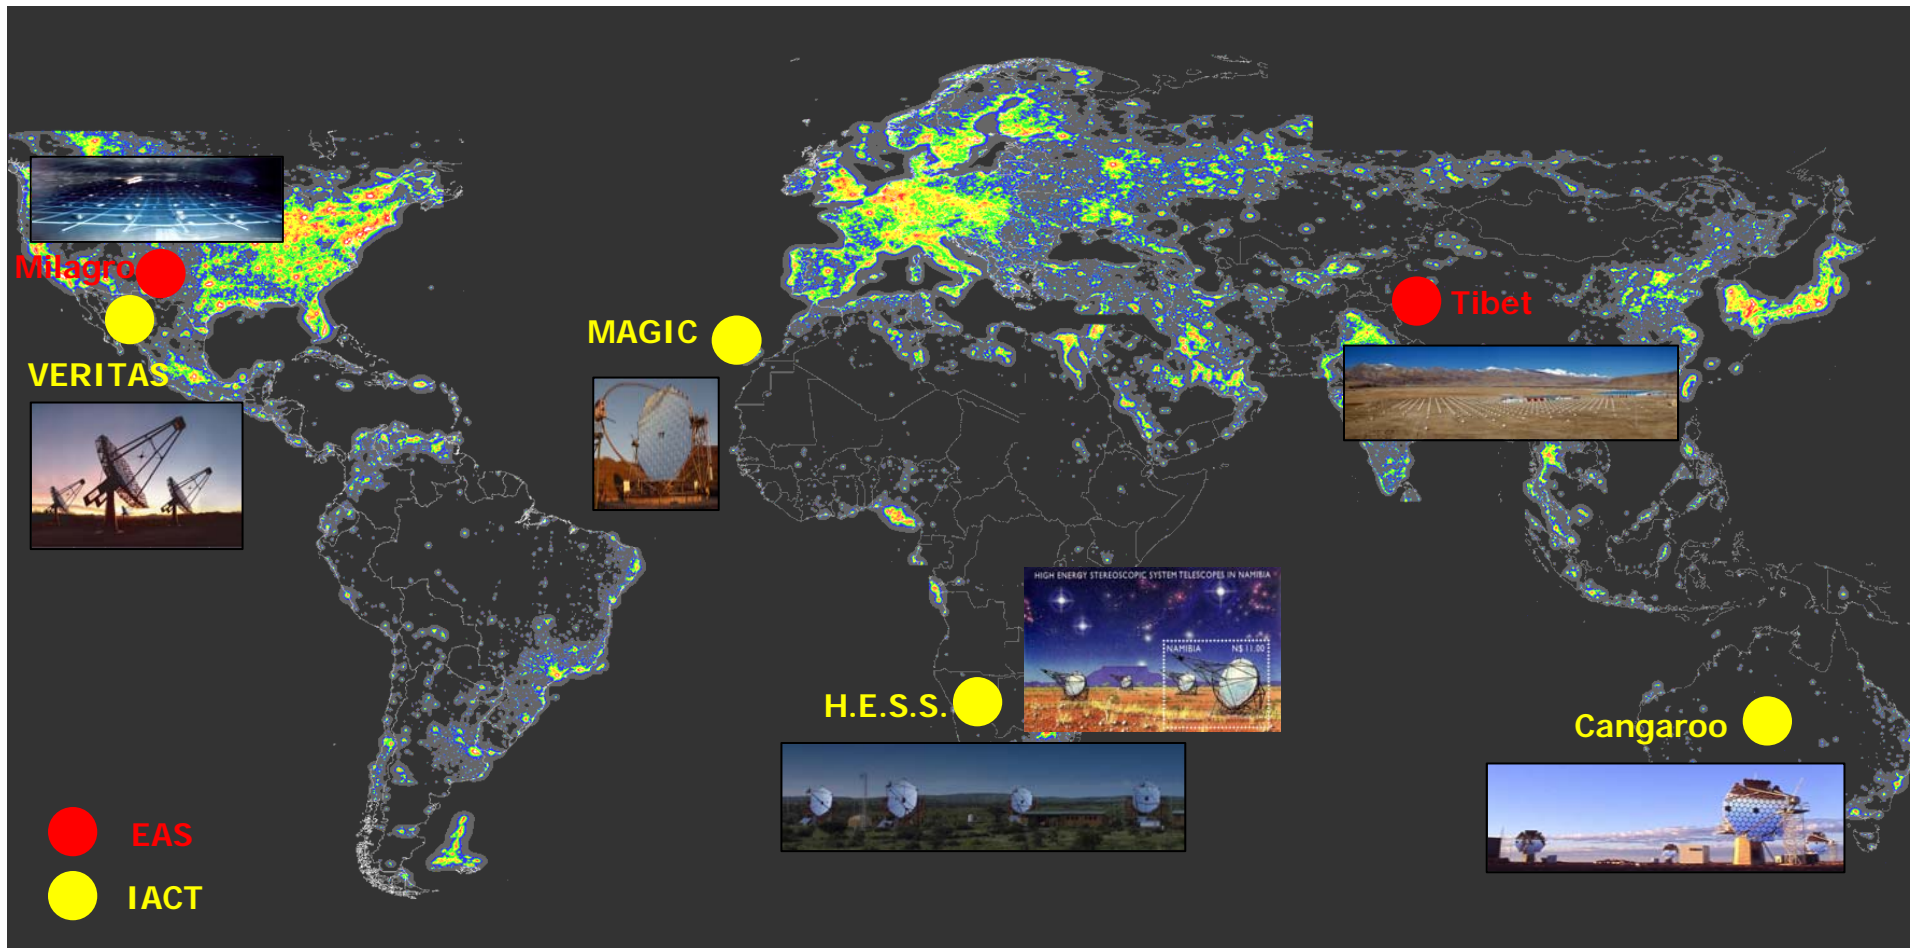 Milagro
VERITAS
MAGIC
Tibet
HIGH ENERGY STEREOSCOPIC SYSTEM TELESCOPES IN NAMIBIA
NAMIBIA N$ 11.00
H.E.S.S.
Cangaroo
EAS
IACT